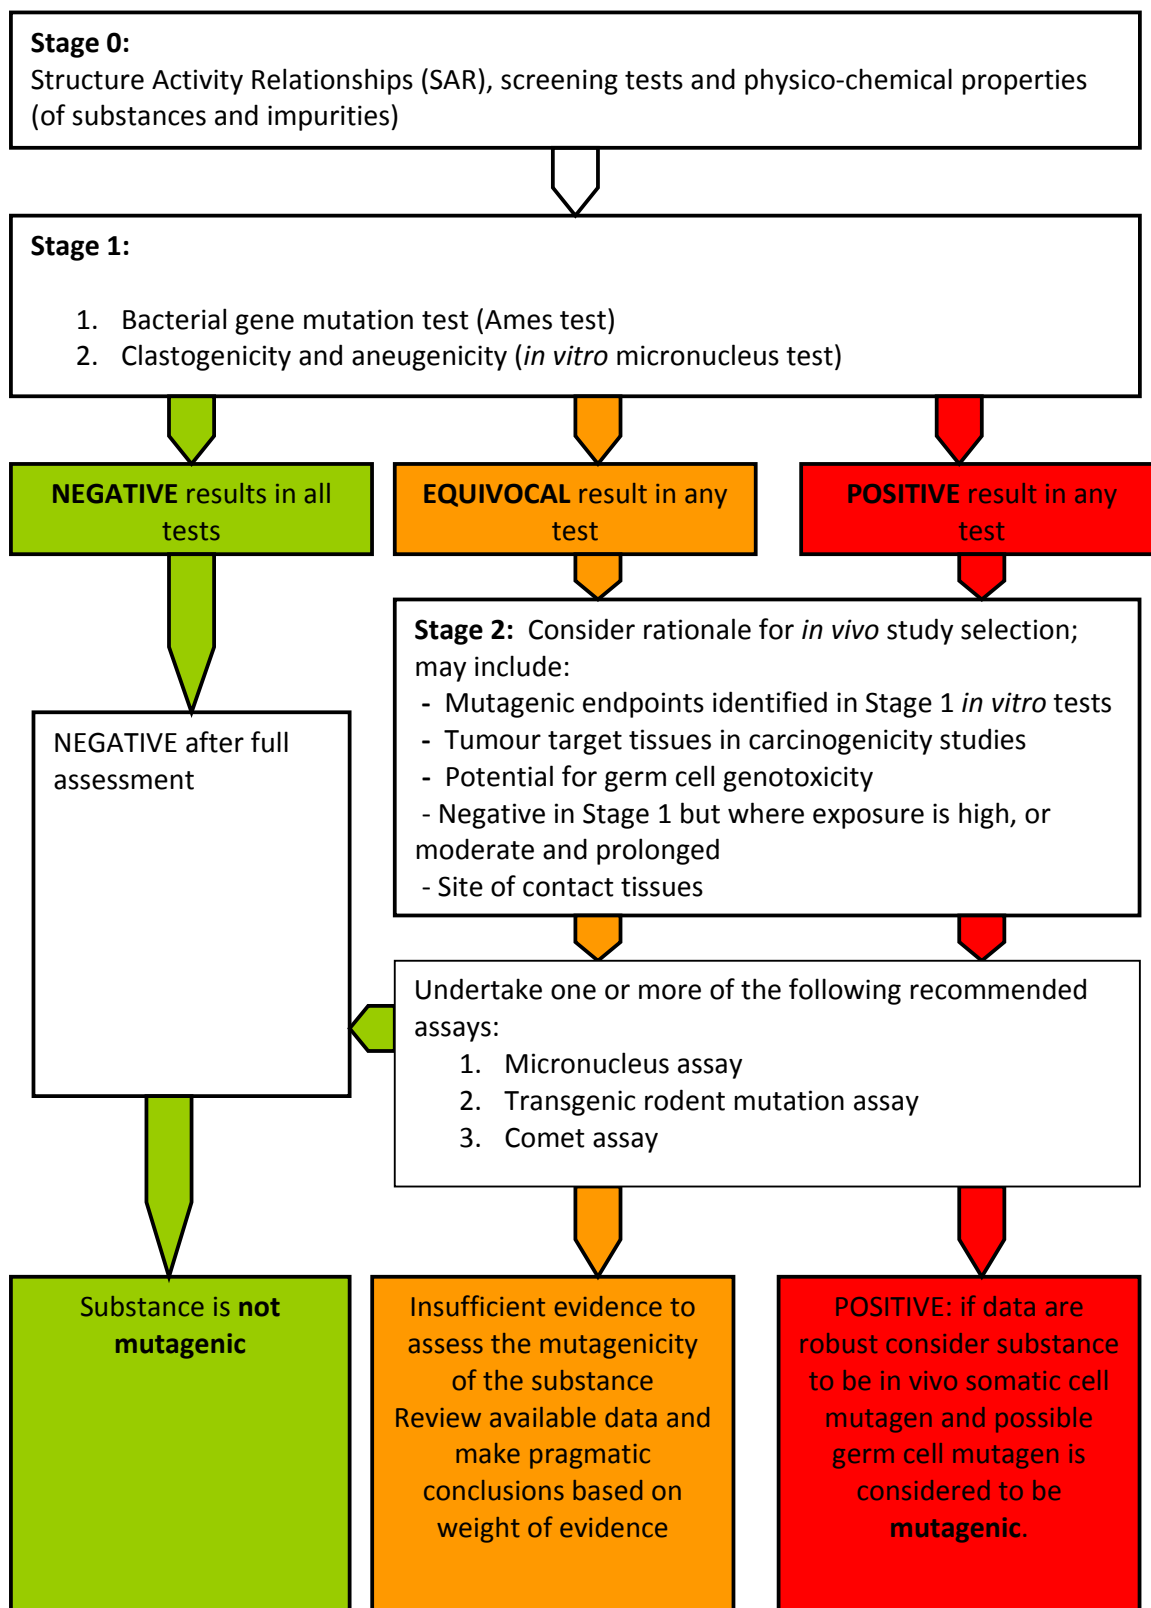 Stage 0:
Structure Activity Relationships (SAR), screening tests and physico-chemical properties
(of substances and impurities)
Stage 1:
1. Bacterial gene mutation test (Ames test)
2. Clastogenicity and aneugenicity (in vitro micronucleus test)
NEGATIVE results in all
tests
EQUIVOCAL result in any
test
POSITIVE result in any
test
Stage 2: Consider rationale for in vivo study selection;
may include:
- Mutagenic endpoints identified in Stage 1 in vitro tests
- Tumour target tissues in carcinogenicity studies
- Potential for germ cell genotoxicity
- Negative in Stage 1 but where exposure is high, or
moderate and prolonged
- Site of contact tissues
NEGATIVE after full
assessment
Undertake one or more of the following recommended
assays:
1. Micronucleus assay
2. Transgenic rodent mutation assay
3. Comet assay
Substance is not
mutagenic
Insufficient evidence to
assess the mutagenicity
of the substance
Review available data and
make pragmatic
conclusions based on
weight of evidence
POSITIVE: if data are
robust consider substance
to be in vivo somatic cell
mutagen and possible
germ cell mutagen is
considered to be
mutagenic.